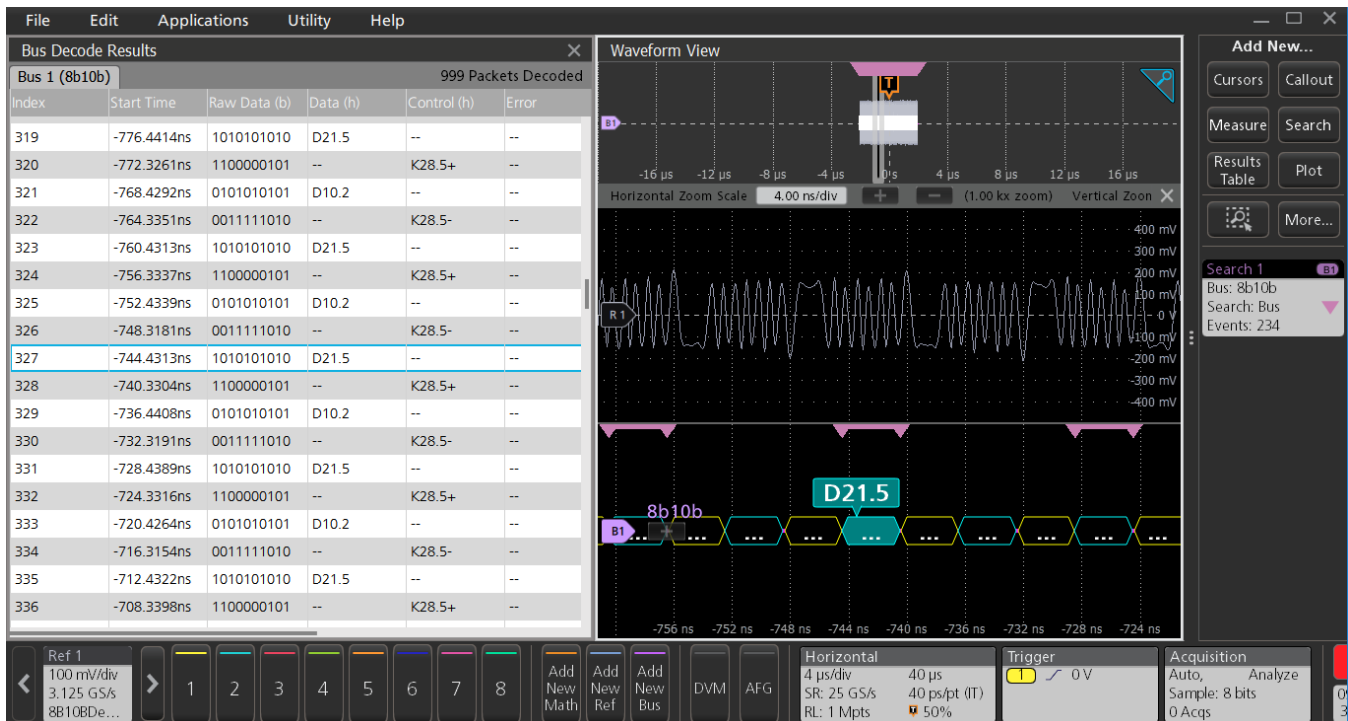 File Edit Applications Utility Help
Bus Decode Results
Bus 1 (8b10b) 999 Packets Decoded
Index Start Time Raw Data (b) Data (h) Control (h) Error
319 -776.4414ns 1010101010 D21.5 -- --
320 -772.3261ns 1100000101 -- K28.5+ --
321 -768.4292ns 0101010101 D10.2 -- --
322 -764.3351ns 0011111010 -- K28.5- --
323 -760.4313ns 1010101010 D21.5 -- --
324 -756.3337ns 1100000101 -- K28.5+ --
325 -752.4339ns 0101010101 D10.2 -- --
326 -748.3181ns 0011111010 -- K28.5- --
327 -744.4313ns 1010101010 D21.5 -- --
328 -740.3304ns 1100000101 -- K28.5+ --
329 -736.4408ns 0101010101 D10.2 -- --
330 -732.3191ns 0011111010 -- K28.5- --
331 -728.4389ns 1010101010 D21.5 -- --
332 -724.3316ns 1100000101 -- K28.5+ --
333 -720.4264ns 0101010101 D10.2 -- --
334 -716.3154ns 0011111010 -- K28.5- --
335 -712.4322ns 1010101010 D21.5 -- --
336 -708.3398ns 1100000101 -- K28.5+ --
Waveform View
T
B1
-16 µs -12 µs -8 µs -4 µs 4 µs 8 µs 12 µs 16 µs
Horizontal Zoom Scale 4.00 ns/div + − (1.00 kx zoom) Vertical Zoon
400 mV
300 mV
200 mV
100 mV
R 1
0 V
-100 mV
-200 mV
-300 mV
-400 mV
D21.5
8b10b
B1 ... + ... ... ... ... ... ... ... ...
-756 ns -752 ns -748 ns -744 ns -740 ns -736 ns -732 ns -728 ns -724 ns
Add New...
Cursors Callout
Measure Search
Results Table Plot
More...
Search 1 B1
Bus: 8b10b
Search: Bus
Events: 234
Ref 1
100 mV/div
3.125 GS/s
8B10BDe...
1 2 3 4 5 6 7 8
Add New Math
Add New Ref
Add New Bus
DVM AFG
Horizontal
4 µs/div 40 µs
SR: 25 GS/s 40 ps/pt (IT)
RL: 1 Mpts 50%
Trigger
1 0 V
Acquisition
Auto, Analyze
Sample: 8 bits
0 Acqs